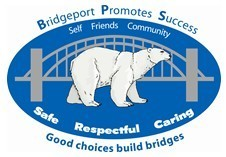 Bridgeport Promotes Success
Self Friends Community
Safe Respectful Caring
Good choices build bridges